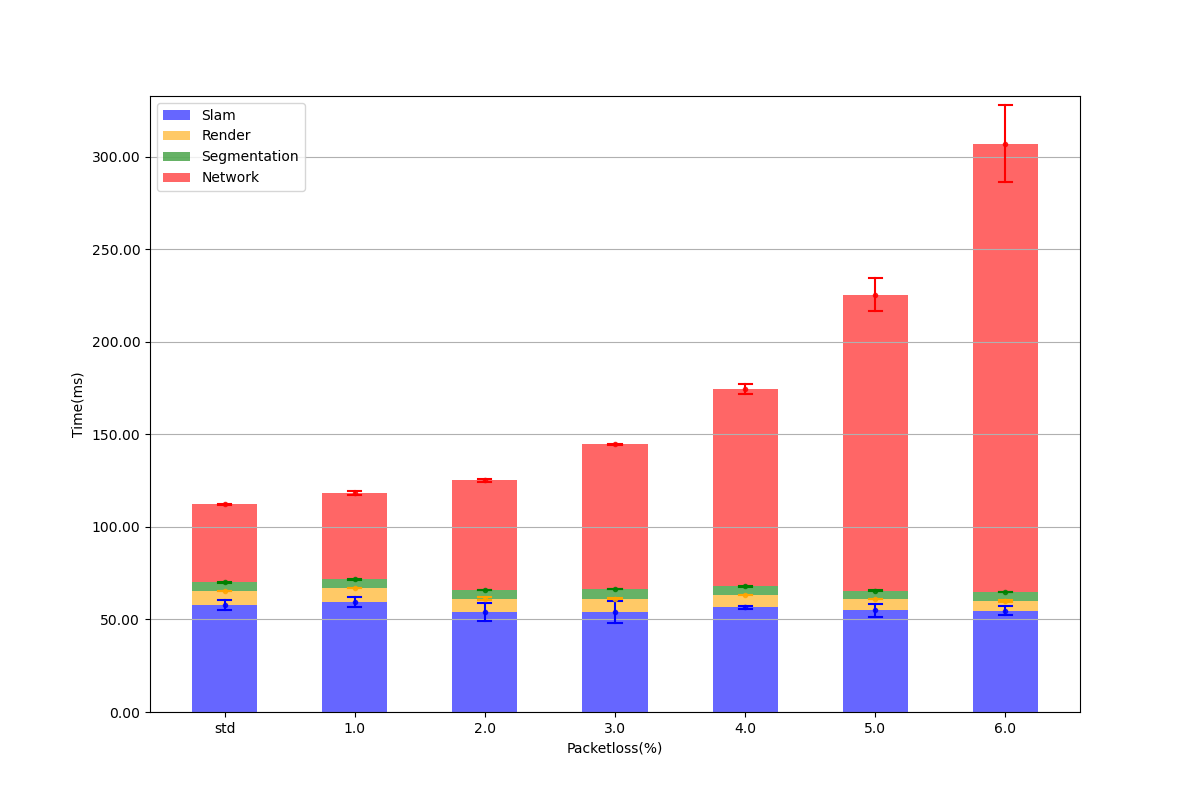 Slam
Render
Segmentation
Network
300.00
250.00
200.00
150.00
100.00
50.00
0.00
Time(ms)
std 1.0 2.0 3.0 4.0 5.0 6.0
Packetloss(%)